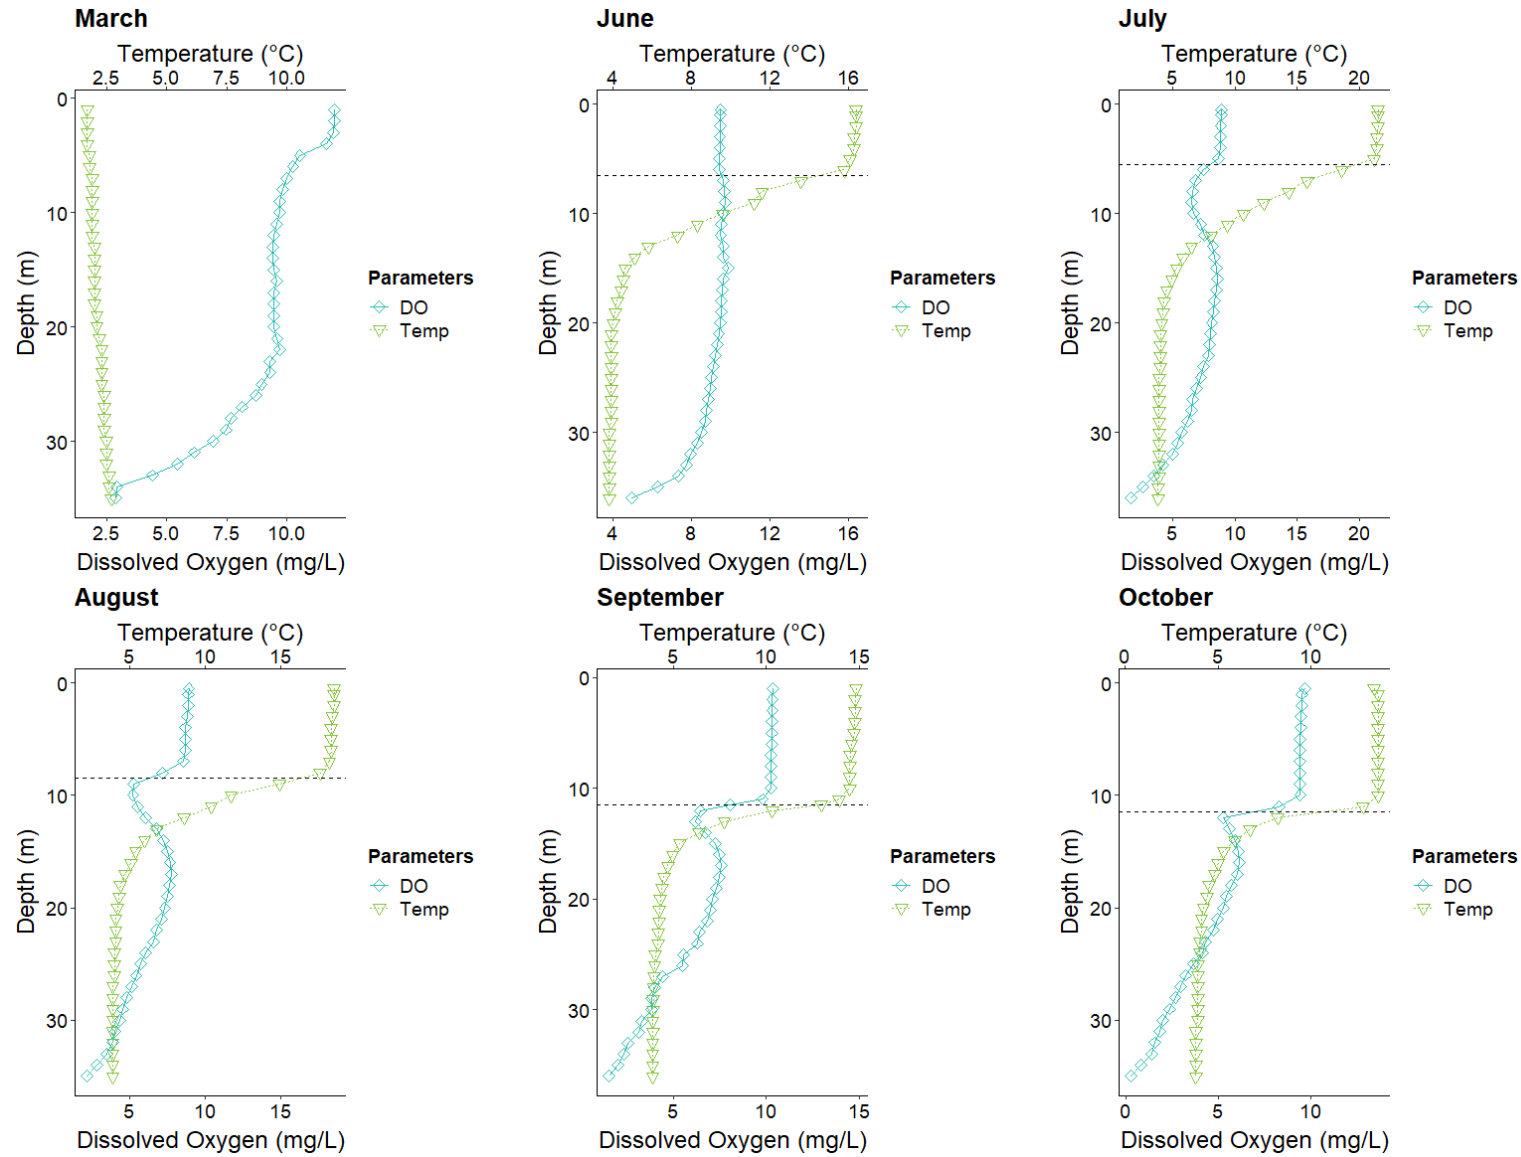 March
Temperature (°C)
2.5 5.0 7.5 10.0
0
10
20
30
Depth (m)
2.5 5.0 7.5 10.0
Dissolved Oxygen (mg/L)
Parameters
DO
Temp
June
Temperature (°C)
4 8 12 16
0
10
20
30
Depth (m)
4 8 12 16
Dissolved Oxygen (mg/L)
Parameters
DO
Temp
July
Temperature (°C)
5 10 15 20
0
10
20
30
Depth (m)
5 10 15 20
Dissolved Oxygen (mg/L)
Parameters
DO
Temp
August
Temperature (°C)
5 10 15
0
10
20
30
Depth (m)
5 10 15
Dissolved Oxygen (mg/L)
Parameters
DO
Temp
September
Temperature (°C)
5 10 15
0
10
20
30
Depth (m)
5 10 15
Dissolved Oxygen (mg/L)
Parameters
DO
Temp
October
Temperature (°C)
0 5 10
0
10
20
30
Depth (m)
0 5 10
Dissolved Oxygen (mg/L)
Parameters
DO
Temp